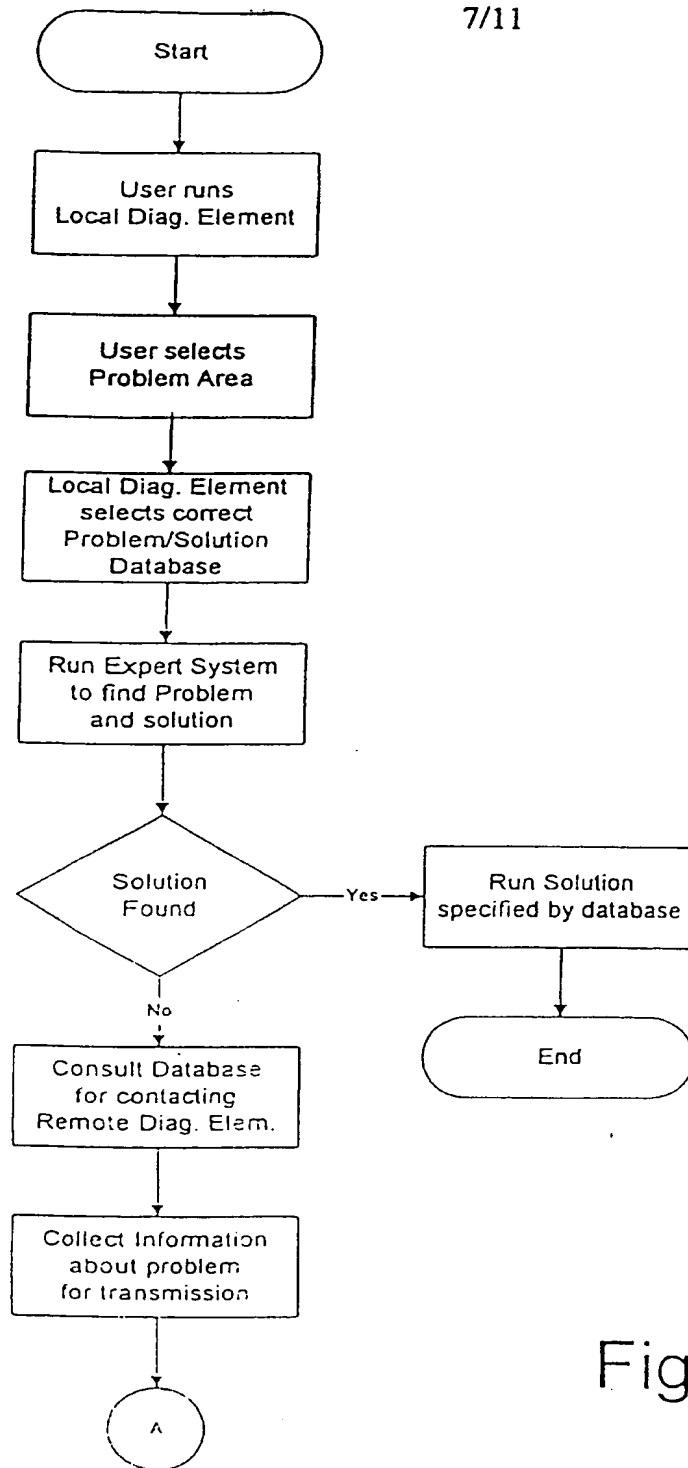 7/11
Start
User runs
Local Diag. Element
User selects
Problem Area
Local Diag. Element
selects correct
Problem/Solution
Database
Run Expert System
to find Problem
and solution
Solution
Found
Yes
Run Solution
specified by database
End
No
Consult Database
for contacting
Remote Diag. Elem.
Collect Information
about problem
for transmission
A
Fig